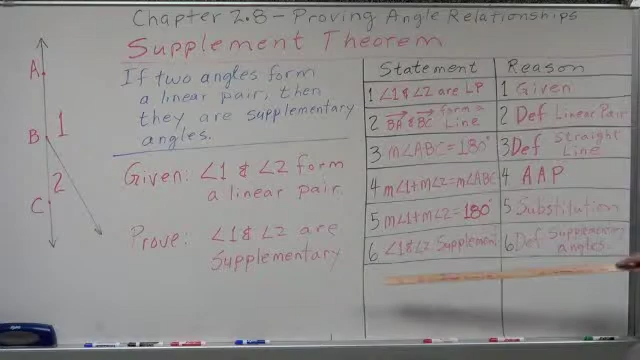 Chapter 2.8 - Proving Angle Relationships
Supplement Theorem
If two angles form
a linear pair, then
they are supplementary
angles.
Given: ∠1 & ∠2 form
a linear pair.
Prove: ∠1 & ∠2 are
Supplementary
A
B
1
2
C
Statement Reason
1 ∠1 & ∠2 are LP 1 Given
2 BA & BC form a Line 2 Def Linear Pair
3 m∠ABC = 180° 3 Def Straight Line
4 m∠1 + m∠2 = m∠ABC 4 AAP
5 m∠1 + m∠2 = 180° 5 Substitution
6 ∠1 & ∠2 Supplement 6 Def angles.